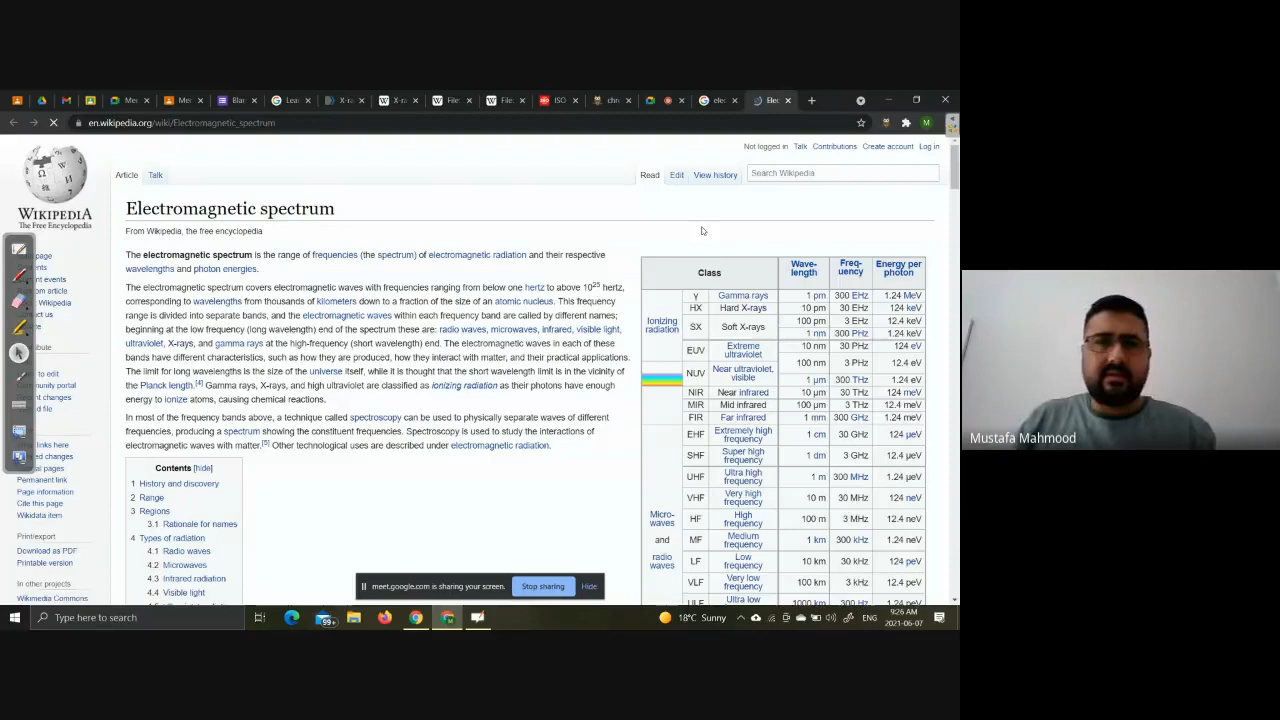 Me
Me
Bla
Lea
X-ra
X-ra
File
File
ISO
chr
elec
Elec
en.wikipedia.org/wiki/Electromagnetic_spectrum
M
Not logged in Talk Contributions Create account Log in
Article Talk
Read Edit View history
Search Wikipedia
WIKIPEDIA
The Free Encyclopedia
Electromagnetic spectrum
From Wikipedia, the free encyclopedia
The electromagnetic spectrum is the range of frequencies (the spectrum) of electromagnetic radiation and their respective
wavelengths and photon energies.
The electromagnetic spectrum covers electromagnetic waves with frequencies ranging from below one hertz to above 10²⁵ hertz,
corresponding to wavelengths from thousands of kilometers down to a fraction of the size of an atomic nucleus. This frequency
range is divided into separate bands, and the electromagnetic waves within each frequency band are called by different names;
beginning at the low frequency (long wavelength) end of the spectrum these are: radio waves, microwaves, infrared, visible light,
ultraviolet, X-rays, and gamma rays at the high-frequency (short wavelength) end. The electromagnetic waves in each of these
bands have different characteristics, such as how they are produced, how they interact with matter, and their practical applications.
The limit for long wavelengths is the size of the universe itself, while it is thought that the short wavelength limit is in the vicinity of
the Planck length.[4] Gamma rays, X-rays, and high ultraviolet are classified as ionizing radiation as their photons have enough
energy to ionize atoms, causing chemical reactions.
In most of the frequency bands above, a technique called spectroscopy can be used to physically separate waves of different
frequencies, producing a spectrum showing the constituent frequencies. Spectroscopy is used to study the interactions of
electromagnetic waves with matter.[5] Other technological uses are described under electromagnetic radiation.
Contents [hide]
1 History and discovery
2 Range
3 Regions
3.1 Rationale for names
4 Types of radiation
4.1 Radio waves
4.2 Microwaves
4.3 Infrared radiation
4.4 Visible light
Permanent link
Page information
Cite this page
Wikidata item
Print/export
Download as PDF
Printable version
In other projects
Wikimedia Commons
Class Wave-length Freq-uency Energy per photon
Ionizing radiation
γ Gamma rays 1 pm 300 EHz 1.24 MeV
HX Hard X-rays 10 pm 30 EHz 124 keV
SX Soft X-rays 100 pm 3 EHz 12.4 keV
1 nm 300 PHz 1.24 keV
EUV Extreme ultraviolet 10 nm 30 PHz 124 eV
NUV Near ultraviolet, visible 100 nm 3 PHz 12.4 eV
1 μm 300 THz 1.24 eV
NIR Near infrared 10 μm 30 THz 124 meV
MIR Mid infrared 100 μm 3 THz 12.4 meV
FIR Far infrared 1 mm 300 GHz 1.24 meV
Micro-waves and radio waves
EHF Extremely high frequency 1 cm 30 GHz 124 μeV
SHF Super high frequency 1 dm 3 GHz 12.4 μeV
UHF Ultra high frequency 1 m 300 MHz 1.24 μeV
VHF Very high frequency 10 m 30 MHz 124 neV
HF High frequency 100 m 3 MHz 12.4 neV
MF Medium frequency 1 km 300 kHz 1.24 neV
LF Low frequency 10 km 30 kHz 124 peV
VLF Very low frequency 100 km 3 kHz 12.4 peV
ULF Ultra low 1000 km 300 Hz 1.24 peV
meet.google.com is sharing your screen. Stop sharing Hide
Type here to search
99+
18°C Sunny
ENG
9:26 AM
2021-06-07
Mustafa Mahmood